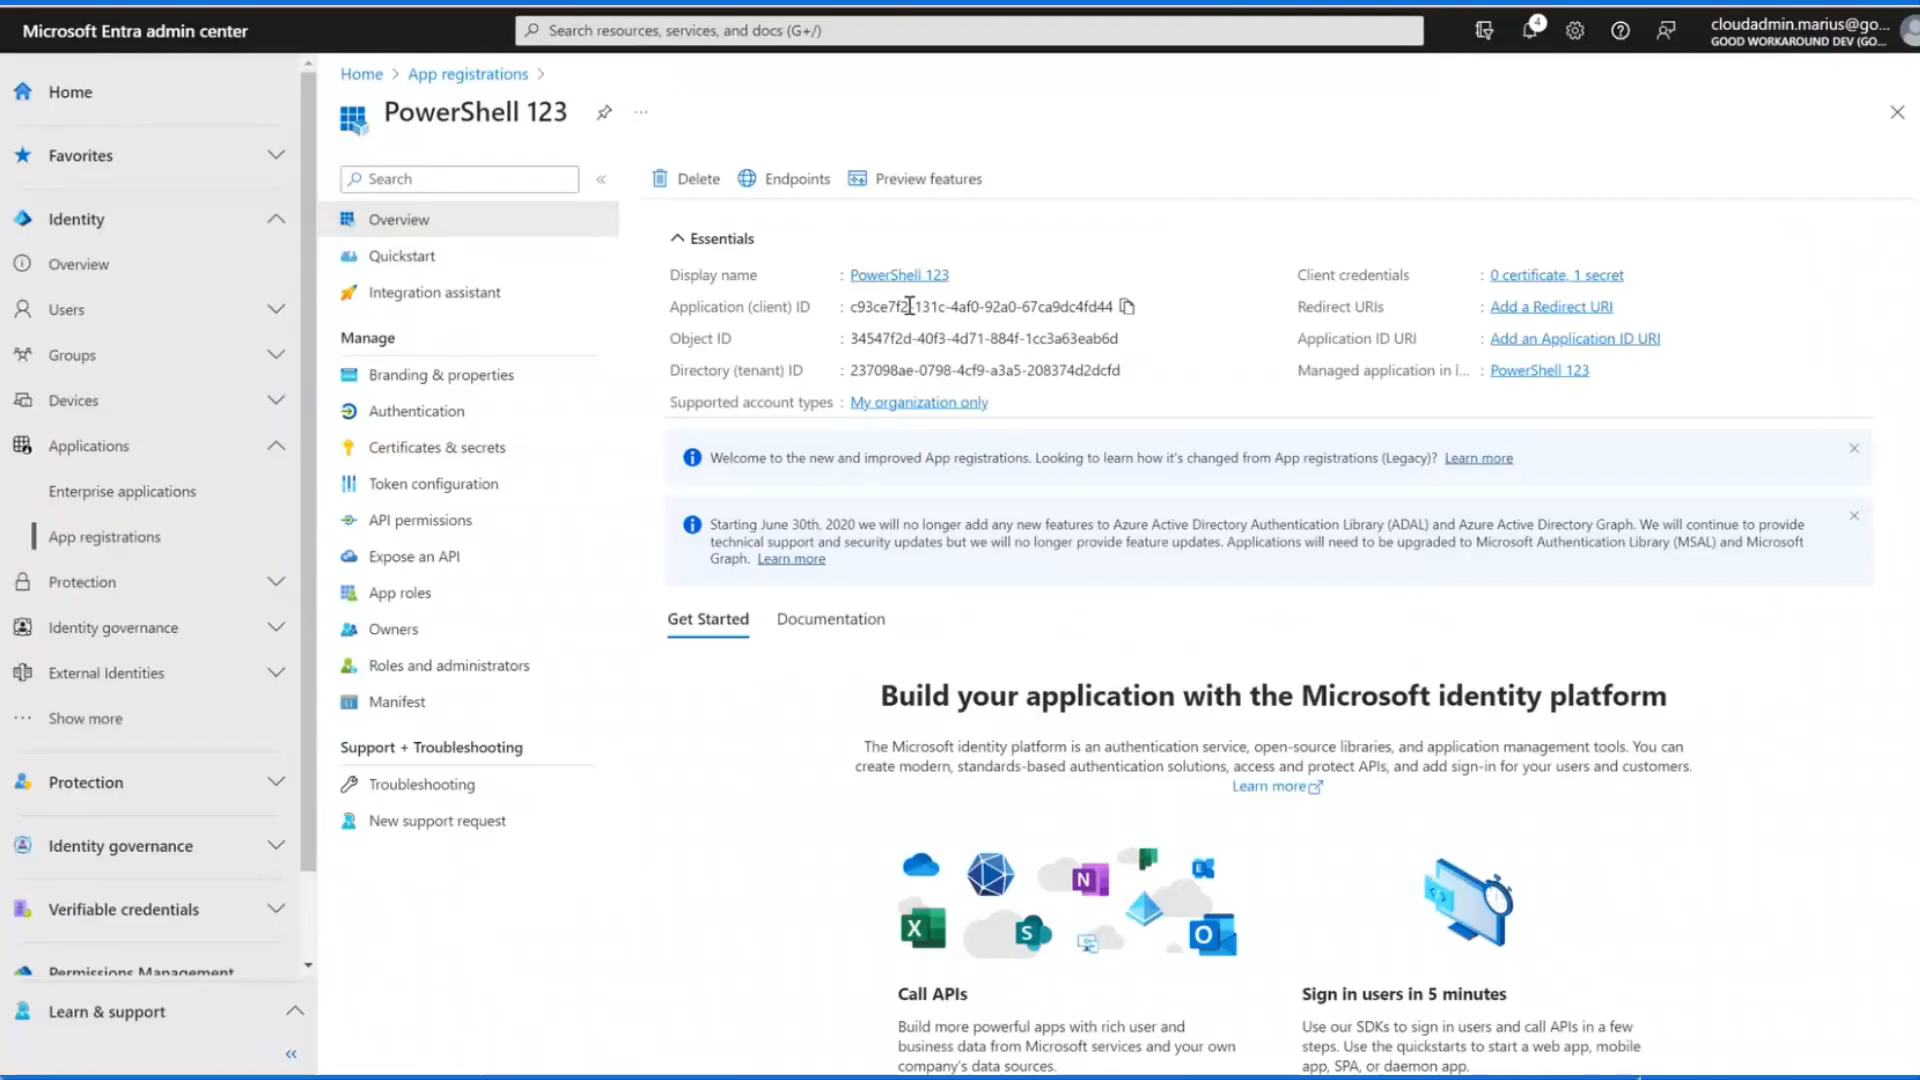 Microsoft Entra admin center
Search resources, services, and docs (G+/)
4
cloudadmin.marius@go...
GOOD WORKAROUND DEV (GO...
Home
Favorites
Identity
Overview
Users
Groups
Devices
Applications
Enterprise applications
App registrations
Protection
Identity governance
External Identities
Show more
Protection
Identity governance
Verifiable credentials
Permissions Management
Learn & support
Home > App registrations >
PowerShell 123
Search
Overview
Quickstart
Integration assistant
Manage
Branding & properties
Authentication
Certificates & secrets
Token configuration
API permissions
Expose an API
App roles
Owners
Roles and administrators
Manifest
Support + Troubleshooting
Troubleshooting
New support request
Delete Endpoints Preview features
Essentials
Display name : PowerShell 123
Application (client) ID : c93ce7f2-131c-4af0-92a0-67ca9dc4fd44
Object ID : 34547f2d-40f3-4d71-884f-1cc3a63eab6d
Directory (tenant) ID : 237098ae-0798-4cf9-a3a5-208374d2dcfd
Supported account types : My organization only
Client credentials : 0 certificate, 1 secret
Redirect URIs : Add a Redirect URI
Application ID URI : Add an Application ID URI
Managed application in l... : PowerShell 123
Welcome to the new and improved App registrations. Looking to learn how it's changed from App registrations (Legacy)? Learn more
Starting June 30th, 2020 we will no longer add any new features to Azure Active Directory Authentication Library (ADAL) and Azure Active Directory Graph. We will continue to provide
technical support and security updates but we will no longer provide feature updates. Applications will need to be upgraded to Microsoft Authentication Library (MSAL) and Microsoft
Graph. Learn more
Get Started Documentation
Build your application with the Microsoft identity platform
The Microsoft identity platform is an authentication service, open-source libraries, and application management tools. You can
create modern, standards-based authentication solutions, access and protect APIs, and add sign-in for your users and customers.
Learn more
N
E
X
S
O
Call APIs
Build more powerful apps with rich user and
business data from Microsoft services and your own
company's data sources.
Sign in users in 5 minutes
Use our SDKs to sign in users and call APIs in a few
steps. Use the quickstarts to start a web app, mobile
app, SPA, or daemon app.